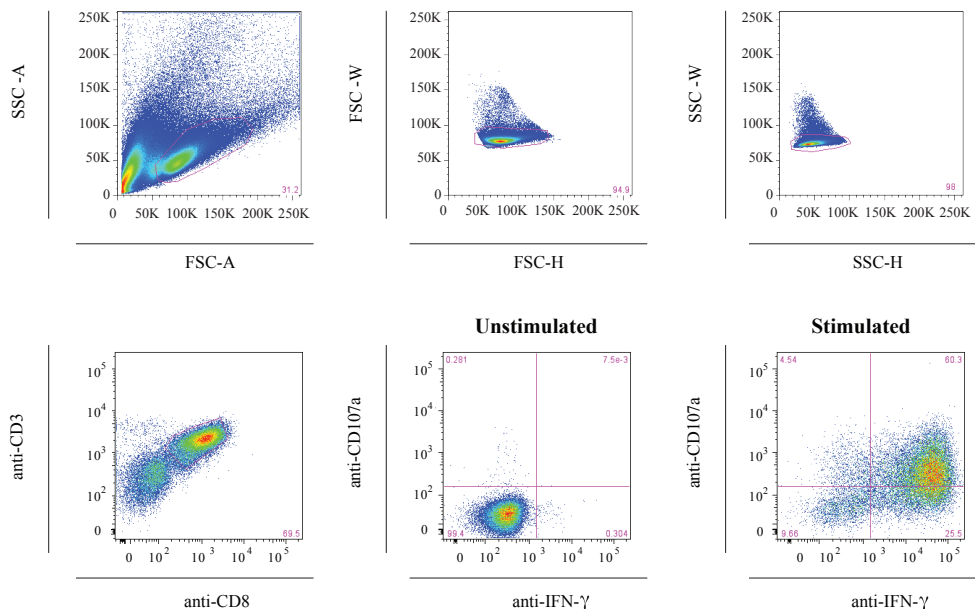 250K
200K
150K
100K
50K
0
SSC -A
31.2
0 50K 100K 150K 200K 250K
FSC-A
250K
200K
150K
100K
50K
0
FSC -W
94.9
0 50K 100K 150K 200K 250K
FSC-H
250K
200K
150K
100K
50K
0
SSC -W
98
0 50K 100K 150K 200K 250K
SSC-H
10⁵
10⁴
10³
10²
0
anti-CD3
69.5
0 10² 10³ 10⁴ 10⁵
anti-CD8
Unstimulated
0.281 7.5e-3
10⁵
10⁴
10³
10²
0
anti-CD107a
99.4 0.304
0 10² 10³ 10⁴ 10⁵
anti-IFN-γ
Stimulated
4.54 60.3
10⁵
10⁴
10³
10²
0
anti-CD107a
9.66 25.5
0 10² 10³ 10⁴ 10⁵
anti-IFN-γ